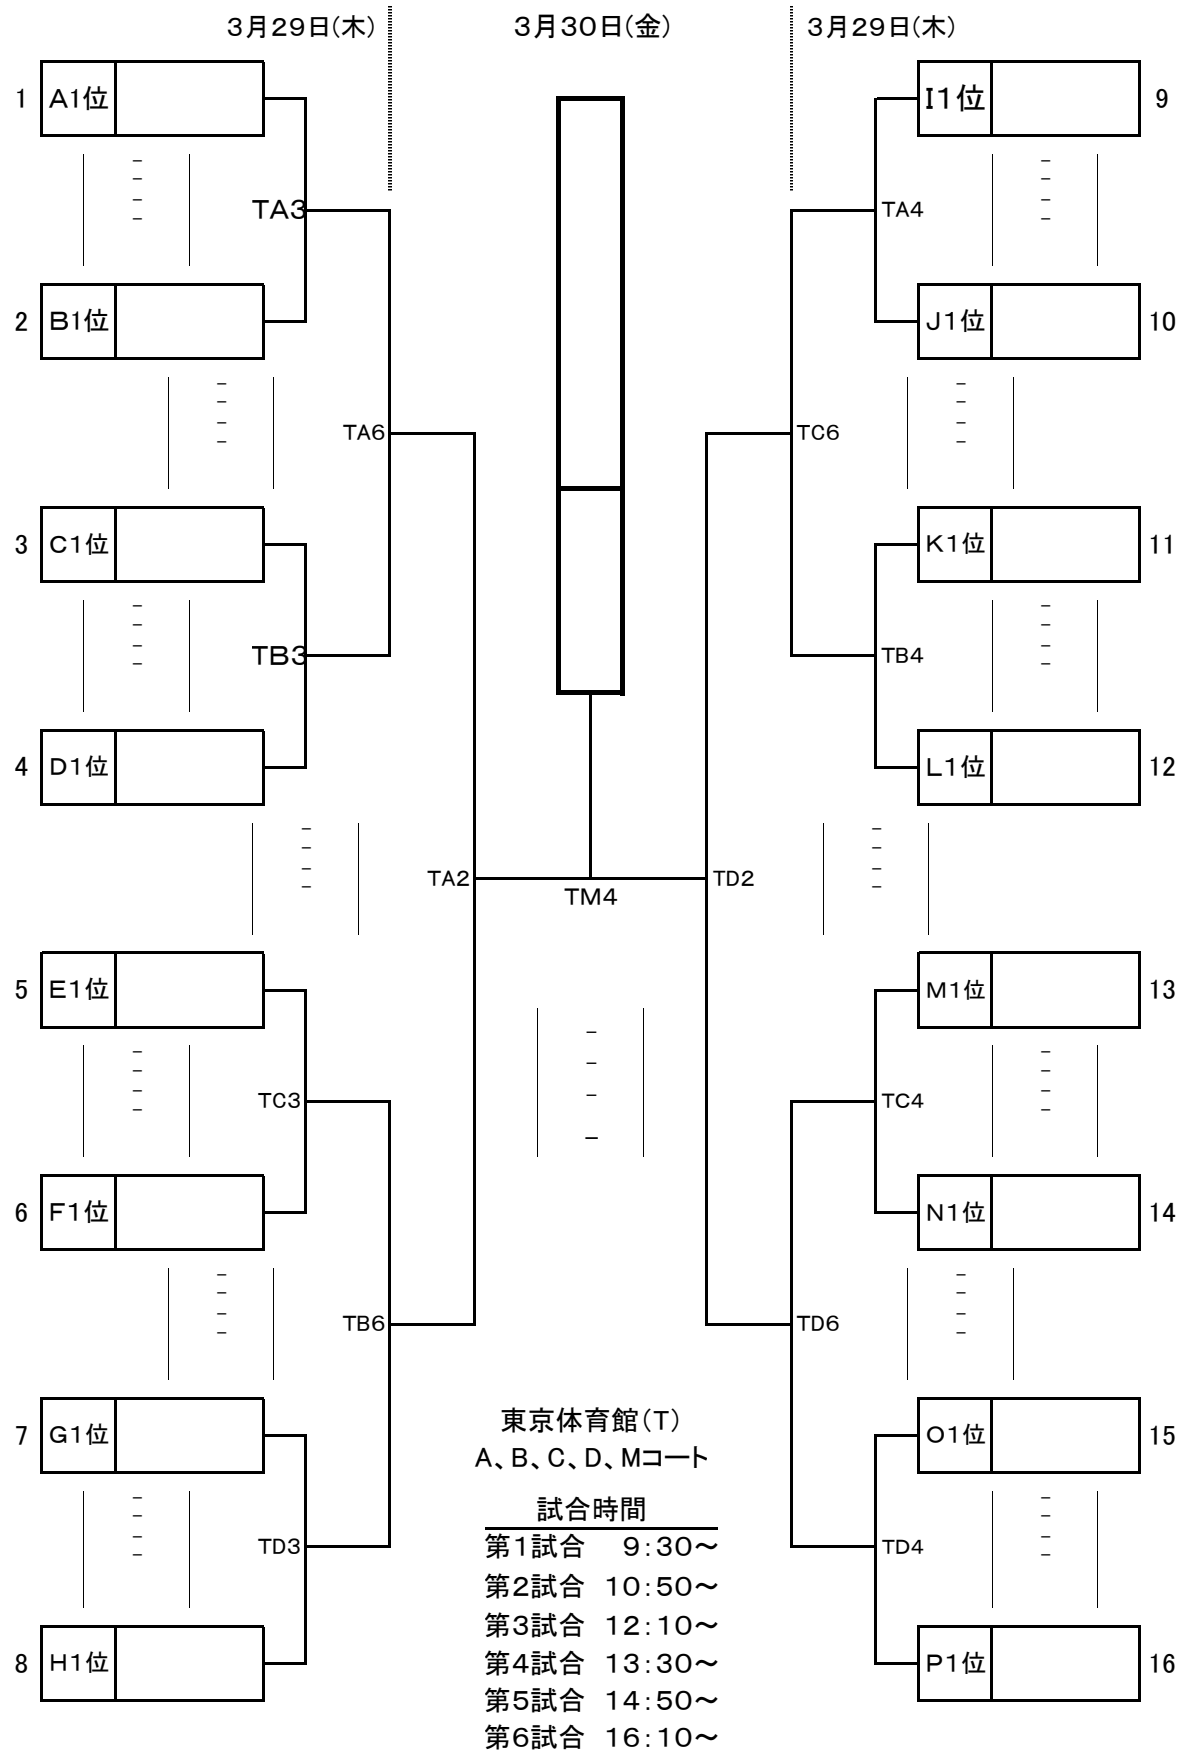 ３月２９日(木)
３月３０日(金)
３月２９日(木)
1 A1位
I1位 9
TA3
TA4
2 B1位
J1位 10
TA6
TC6
3 C1位
K1位 11
TB3
TB4
4 D1位
L1位 12
TA2
TM4
TD2
5 E1位
M1位 13
TC3
TC4
6 F1位
N1位 14
TB6
TD6
東京体育館（T）
A、B、C、D、Mコート
7 G1位
O1位 15
試合時間
TD3
TD4
第1試合 9:30～
第2試合 10:50～
第3試合 12:10～
第4試合 13:30～
第5試合 14:50～
第6試合 16:10～
8 H1位
P1位 16